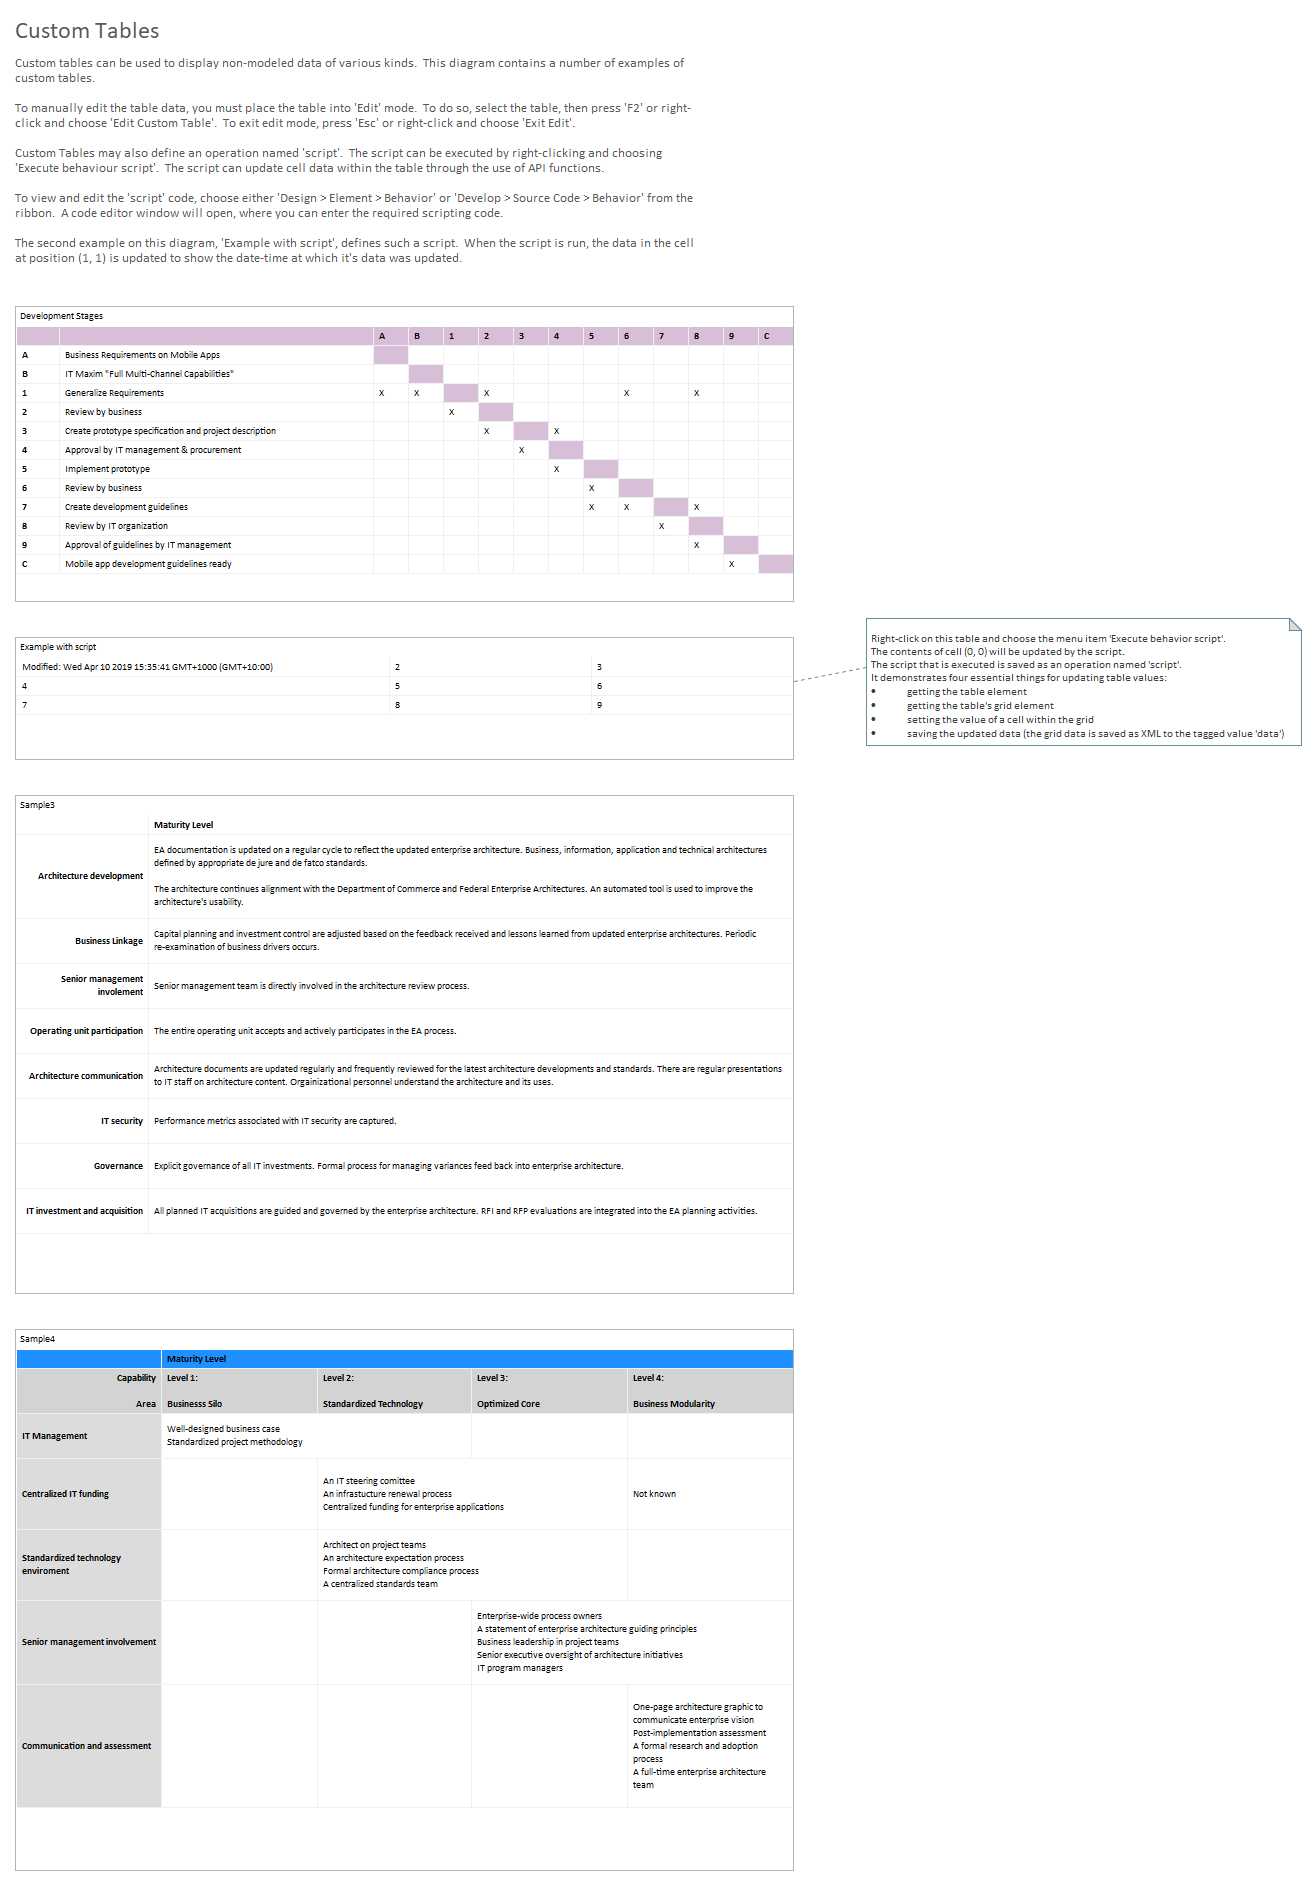 Custom Tables
Custom tables can be used to display non-modeled data of various kinds.  This diagram contains a number of examples of
custom tables.
To manually edit the table data, you must place the table into 'Edit' mode.  To do so, select the table, then press 'F2' or right-
click and choose 'Edit Custom Table'.  To exit edit mode, press 'Esc' or right-click and choose 'Exit Edit'.
Custom Tables may also define an operation named 'script'.  The script can be executed by right-clicking and choosing
'Execute behaviour script'.  The script can update cell data within the table through the use of API functions.
To view and edit the 'script' code, choose either 'Design > Element > Behavior' or 'Develop > Source Code > Behavior' from the
ribbon.  A code editor window will open, where you can enter the required scripting code.
The second example on this diagram, 'Example with script', defines such a script.  When the script is run, the data in the cell
at position (1, 1) is updated to show the date-time at which it's data was updated.
Development Stages
A B 1 2 3 4 5 6 7 8 9 C
A Business Requirements on Mobile Apps
B IT Maxim "Full Multi-Channel Capabilities"
1 Generalize Requirements X X X X X
2 Review by business X
3 Create prototype specification and project description X X
4 Approval by IT management & procurement X
5 Implement prototype X
6 Review by business X
7 Create development guidelines X X X
8 Review by IT organization X
9 Approval of guidelines by IT management X
C Mobile app development guidelines ready X
Example with script
Modified: Wed Apr 10 2019 15:35:41 GMT+1000 (GMT+10:00) 2 3
4 5 6
7 8 9
Right-click on this table and choose the menu item 'Execute behavior script'.
The contents of cell (0, 0) will be updated by the script.
The script that is executed is saved as an operation named 'script'.
It demonstrates four essential things for updating table values:
• getting the table element
• getting the table's grid element
• setting the value of a cell within the grid
• saving the updated data (the grid data is saved as XML to the tagged value 'data')
Sample3
Maturity Level
Architecture development
EA documentation is updated on a regular cycle to reflect the updated enterprise architecture. Business, information, application and technical architectures
defined by appropriate de jure and de fatco standards.
The architecture continues alignment with the Department of Commerce and Federal Enterprise Architectures. An automated tool is used to improve the
architecture's usability.
Business Linkage
Capital planning and investment control are adjusted based on the feedback received and lessons learned from updated enterprise architectures. Periodic
re-examination of business drivers occurs.
Senior management
involement
Senior management team is directly involved in the architecture review process.
Operating unit participation
The entire operating unit accepts and actively participates in the EA process.
Architecture communication
Architecture documents are updated regularly and frequently reviewed for the latest architecture developments and standards. There are regular presentations
to IT staff on architecture content. Orgainizational personnel understand the architecture and its uses.
IT security
Performance metrics associated with IT security are captured.
Governance
Explicit governance of all IT investments. Formal process for managing variances feed back into enterprise architecture.
IT investment and acquisition
All planned IT acquisitions are guided and governed by the enterprise architecture. RFI and RFP evaluations are integrated into the EA planning activities.
Sample4
Maturity Level
Capability Level 1: Level 2: Level 3: Level 4:
Area Businesss Silo Standardized Technology Optimized Core Business Modularity
IT Management
Well-designed business case
Standardized project methodology
Centralized IT funding
An IT steering comittee
An infrastucture renewal process
Centralized funding for enterprise applications
Not known
Standardized technology
enviroment
Architect on project teams
An architecture expectation process
Formal architecture compliance process
A centralized standards team
Senior management involvement
Enterprise-wide process owners
A statement of enterprise architecture guiding principles
Business leadership in project teams
Senior executive oversight of architecture initiatives
IT program managers
Communication and assessment
One-page architecture graphic to
communicate enterprise vision
Post-implementation assessment
A formal research and adoption
process
A full-time enterprise architecture
team